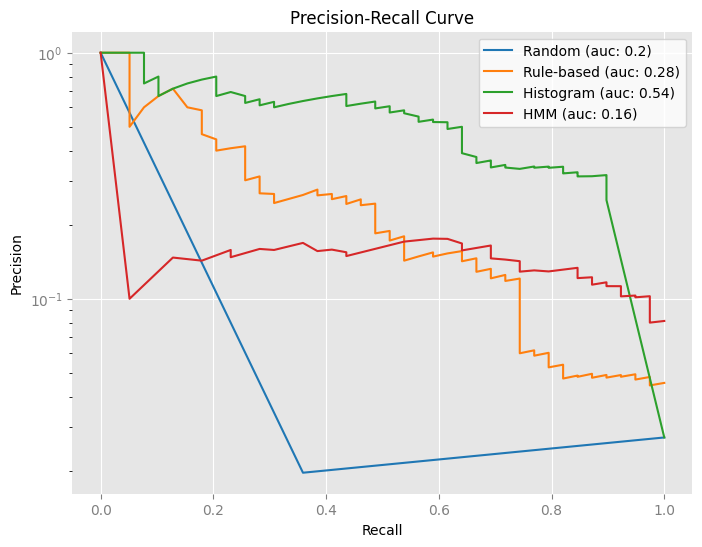 Precision-Recall Curve
Random (auc: 0.2)
Rule-based (auc: 0.28)
Histogram (auc: 0.54)
HMM (auc: 0.16)
Precision
10⁰
10⁻¹
0.0 0.2 0.4 0.6 0.8 1.0
Recall